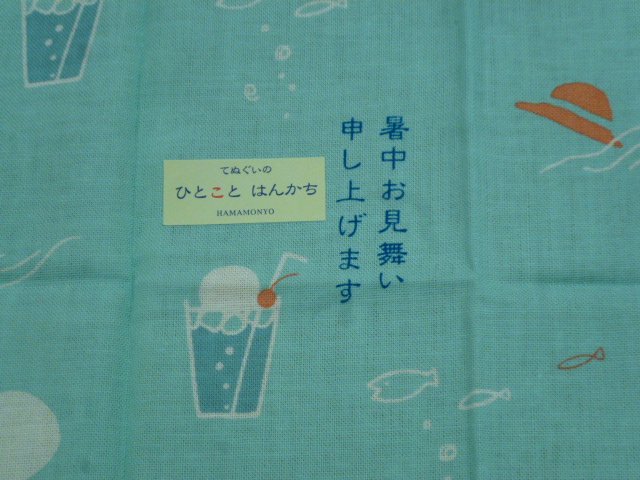 暑中お見舞い
申し上げます
てぬぐいの
ひとこと はんかち
HAMAMONYO